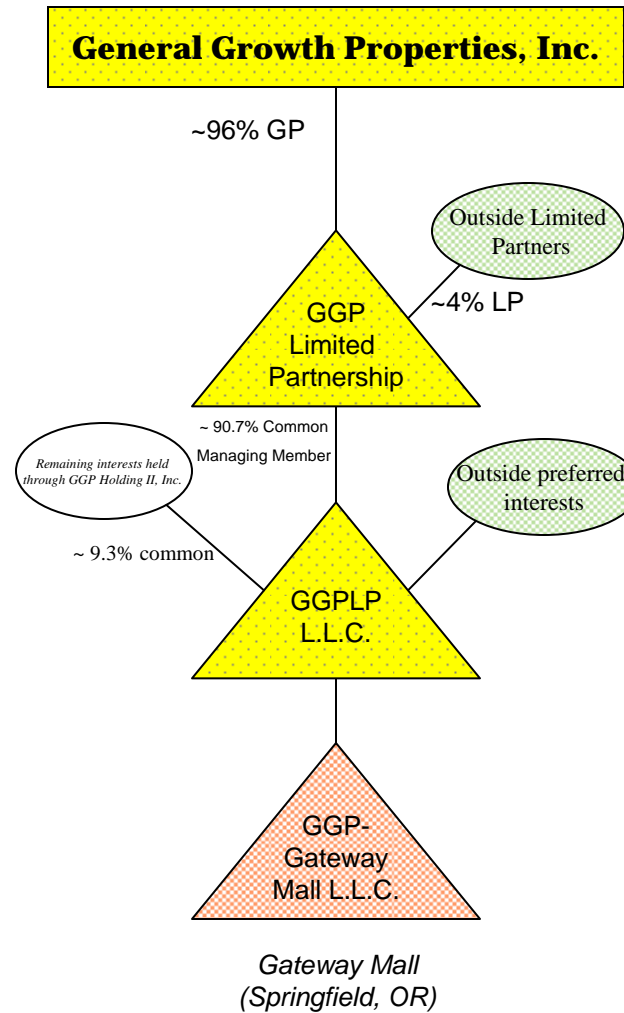 General Growth Properties, Inc.
~96% GP
Outside Limited
Partners
~4% LP
GGP
Limited
Partnership
~ 90.7% Common
Managing Member
Remaining interests held
through GGP Holding II, Inc.
Outside preferred
interests
~ 9.3% common
GGPLP
L.L.C.
GGP-
Gateway
Mall L.L.C.
Gateway Mall
(Springfield, OR)